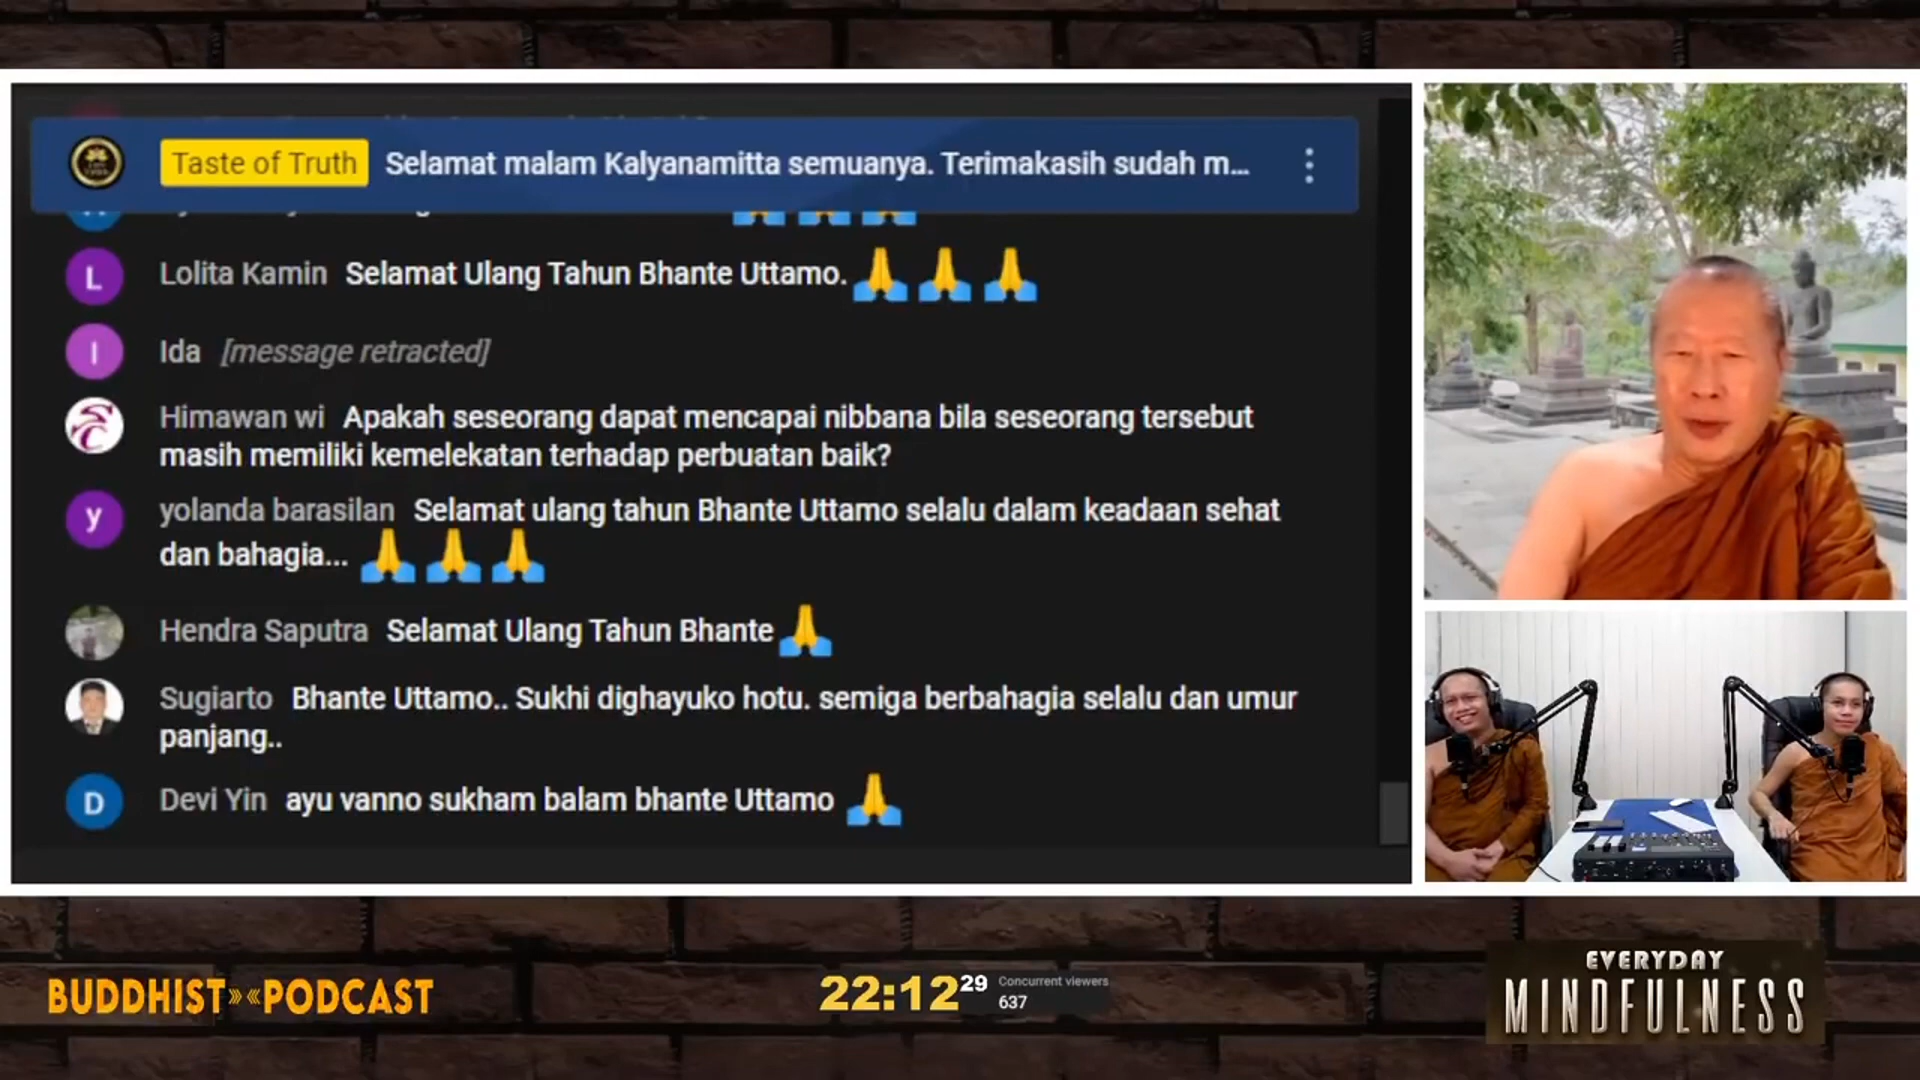 Taste of Truth Selamat malam Kalyanamitta semuanya. Terimakasih sudah m...
L Lolita Kamin Selamat Ulang Tahun Bhante Uttamo. 🙏 🙏 🙏
I Ida [message retracted]
Himawan wi Apakah seseorang dapat mencapai nibbana bila seseorang tersebut
masih memiliki kemelekatan terhadap perbuatan baik?
y yolanda barasilan Selamat ulang tahun Bhante Uttamo selalu dalam keadaan sehat
dan bahagia... 🙏 🙏 🙏
Hendra Saputra Selamat Ulang Tahun Bhante 🙏
Sugiarto Bhante Uttamo.. Sukhi dighayuko hotu. semiga berbahagia selalu dan umur
panjang..
D Devi Yin ayu vanno sukham balam bhante Uttamo 🙏
BUDDHIST»«PODCAST
22:12 29
Concurrent viewers
637
EVERYDAY
MINDFULNESS